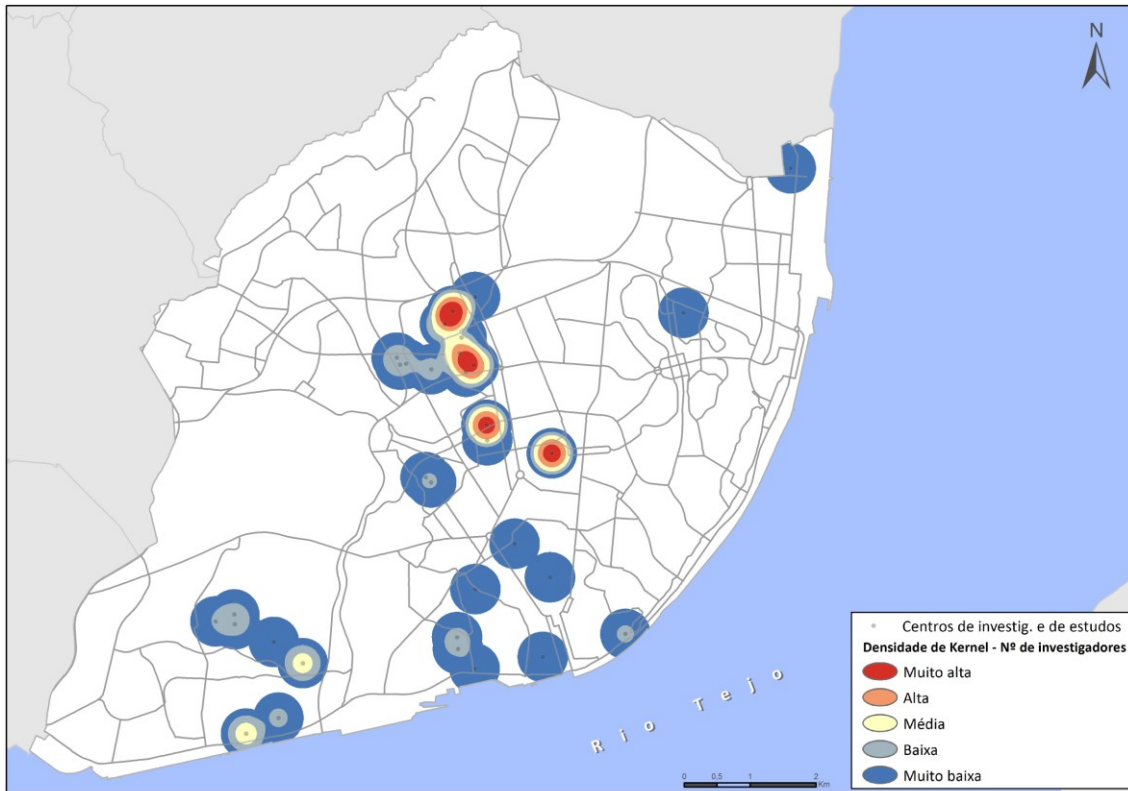 N
Rio Tejo
0 0,5 1 2
Km
Centros de investig. e de estudos
Densidade de Kernel - Nº de investigadores
Muito alta
Alta
Média
Baixa
Muito baixa